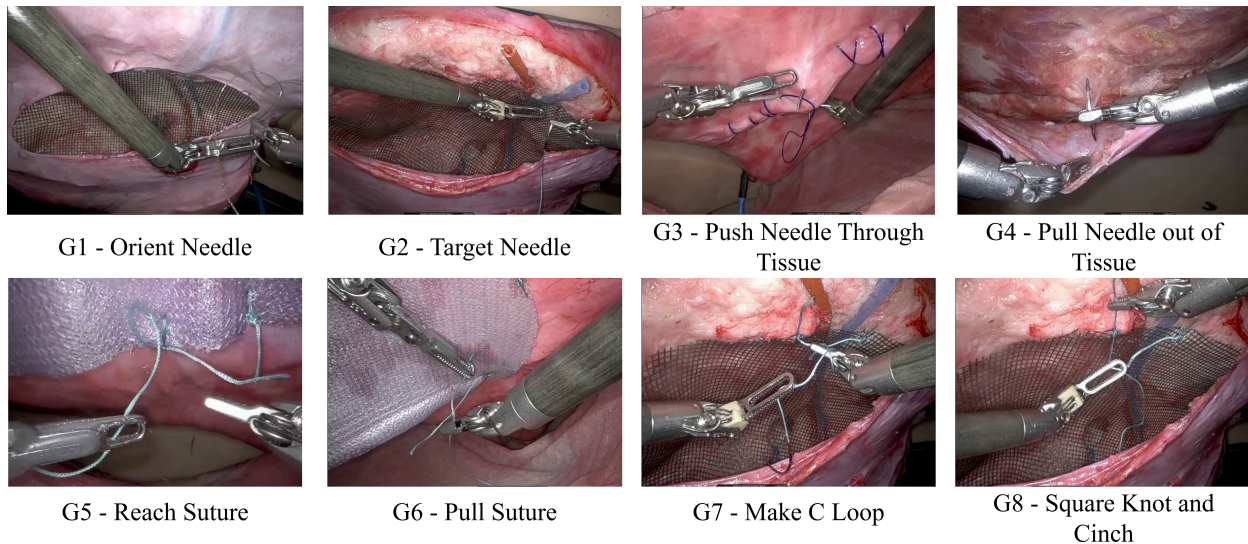 G1 - Orient Needle
G2 - Target Needle
G3 - Push Needle Through
Tissue
G4 - Pull Needle out of
Tissue
G5 - Reach Suture
G6 - Pull Suture
G7 - Make C Loop
G8 - Square Knot and
Cinch